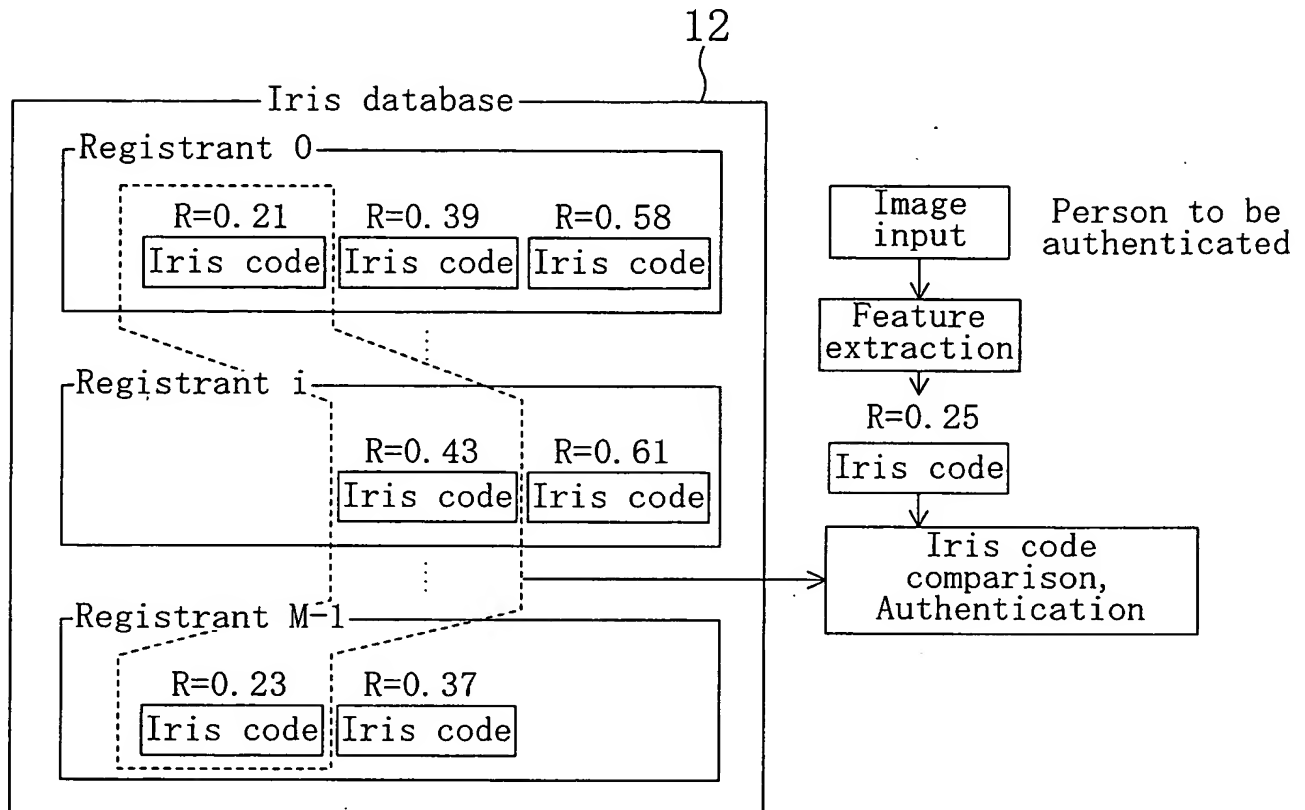 12
Iris database
Registrant 0
R=0.21 R=0.39 R=0.58
Iris code Iris code Iris code
Registrant i
R=0.43 R=0.61
Iris code Iris code
Registrant M-1
R=0.23 R=0.37
Iris code Iris code
Image
input
Person to be
authenticated
Feature
extraction
R=0.25
Iris code
Iris code
comparison,
Authentication